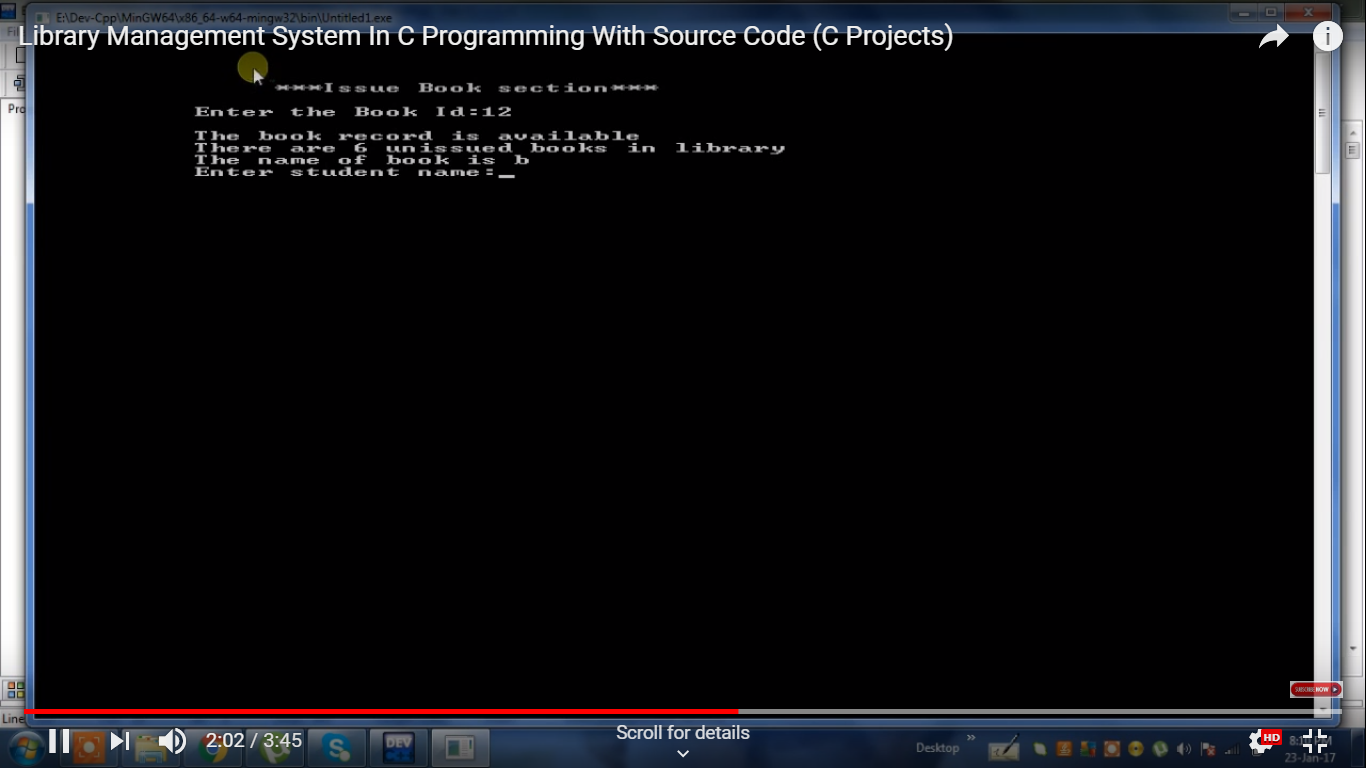 E:\Dev-Cpp\MinGW64\x86_64-w64-mingw32\bin\Untitled1.exe
Library Management System In C Programming With Source Code (C Projects)
***Issue Book section***
Enter the Book Id:12
The book record is available
There are 6 unissued books in library
The name of book is b
Enter student name:_
SUBSCRIBE NOW
Line
2:02 / 3:45
Scroll for details
DEV
Desktop
HD
23-Jan-17